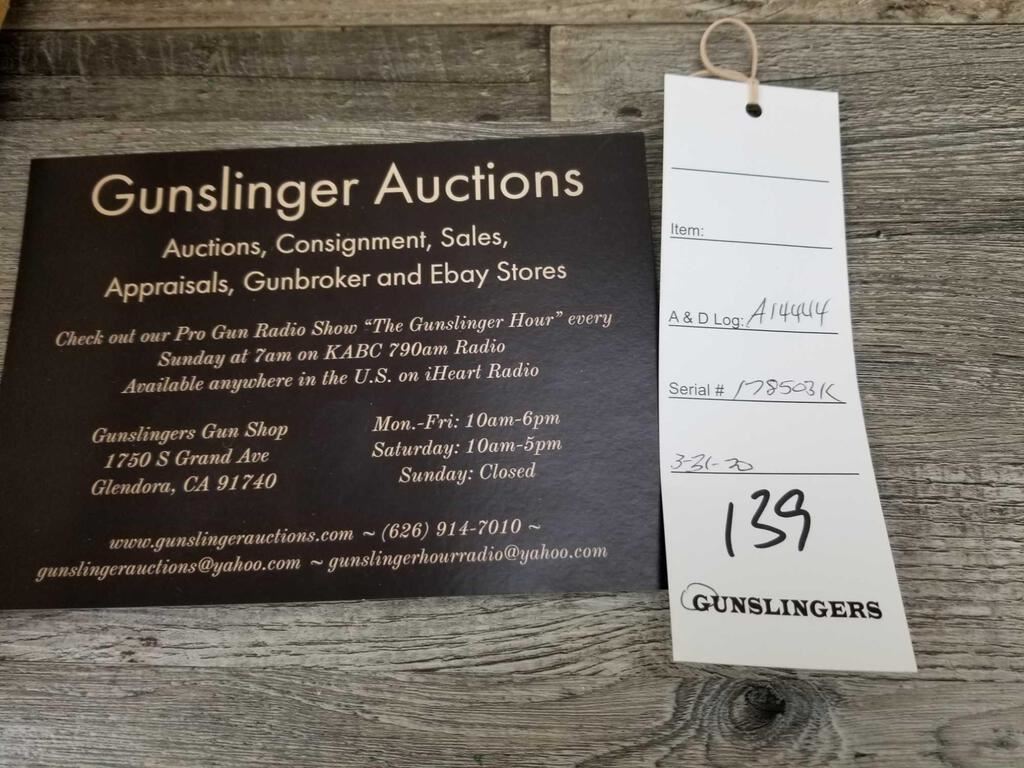 Gunslinger Auctions
Auctions, Consignment, Sales,
Appraisals, Gunbroker and Ebay Stores
Check out our Pro Gun Radio Show "The Gunslinger Hour" every
Sunday at 7am on KABC 790am Radio
Available anywhere in the U.S. on iHeart Radio
Gunslingers Gun Shop
1750 S Grand Ave
Glendora, CA 91740
Mon.-Fri: 10am-6pm
Saturday: 10am-5pm
Sunday: Closed
www.gunslingerauctions.com ~ (626) 914-7010 ~
gunslingerauctions@yahoo.com ~ gunslingerhourradio@yahoo.com
Item:
A & D Log: A14444
Serial # 178503K
3-31-20
139
GUNSLINGERS